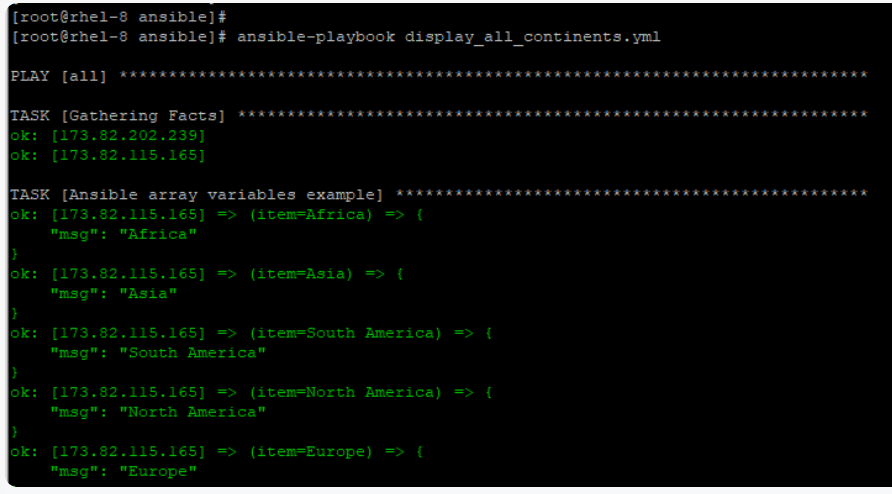 [root@rhel-8 ansible]#
[root@rhel-8 ansible]# ansible-playbook display_all_continents.yml
PLAY [all] ****************************************************************************
TASK [Gathering Facts] ****************************************************************
ok: [173.82.202.239]
ok: [173.82.115.165]
TASK [Ansible array variables example] ************************************************
ok: [173.82.115.165] => (item=Africa) => {
    "msg": "Africa"
}
ok: [173.82.115.165] => (item=Asia) => {
    "msg": "Asia"
}
ok: [173.82.115.165] => (item=South America) => {
    "msg": "South America"
}
ok: [173.82.115.165] => (item=North America) => {
    "msg": "North America"
}
ok: [173.82.115.165] => (item=Europe) => {
    "msg": "Europe"